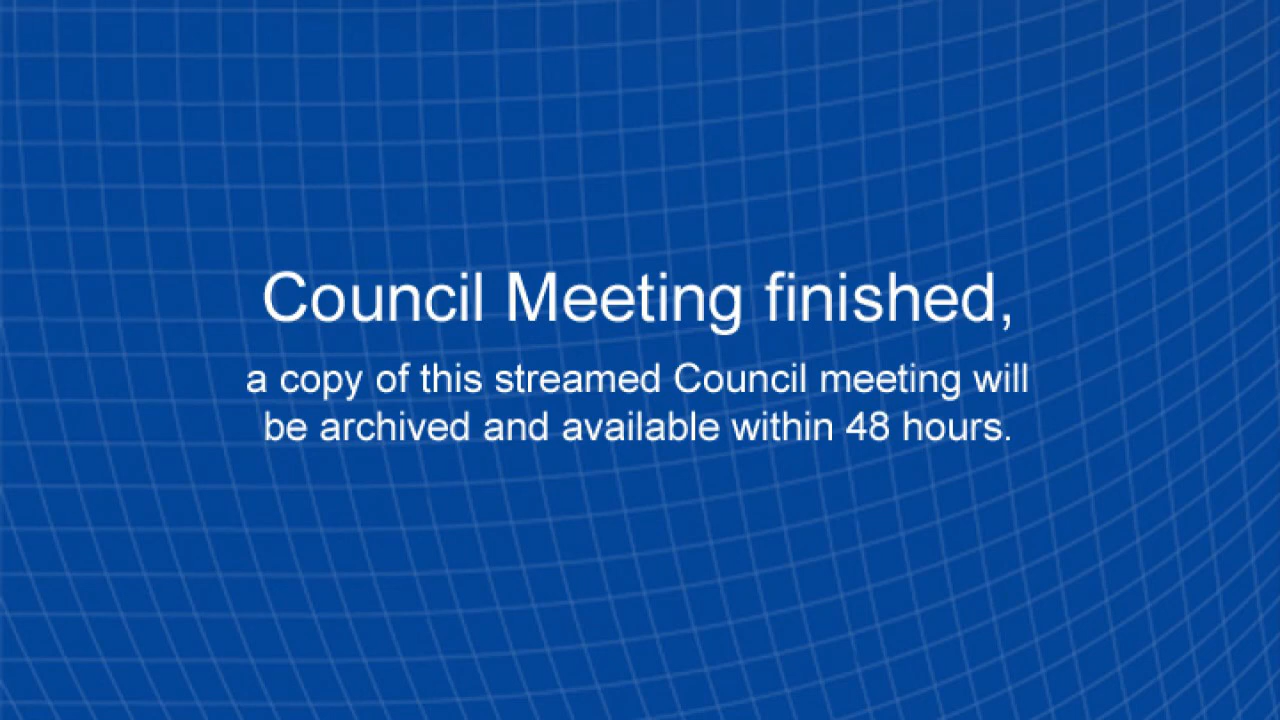 Council Meeting finished,
a copy of this streamed Council meeting will
be archived and available within 48 hours.